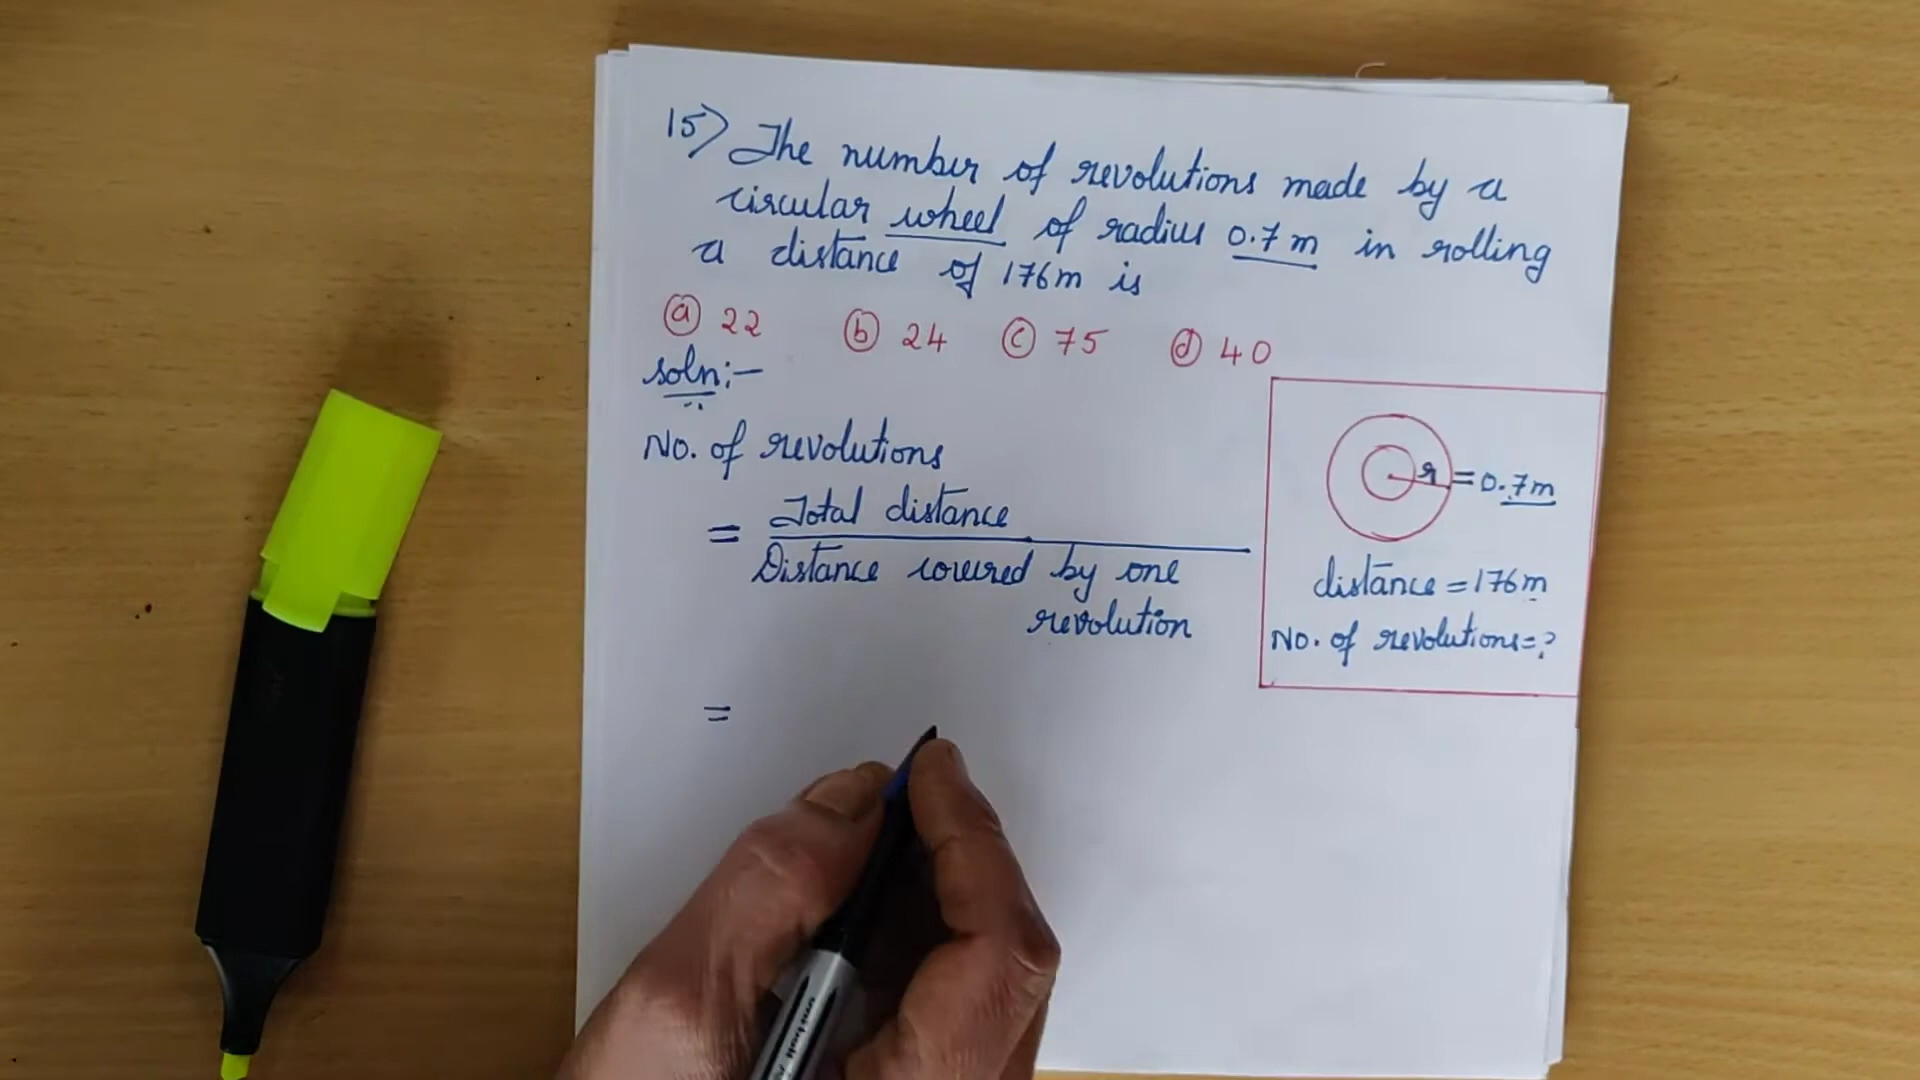 15) The number of revolutions made by a
circular wheel of radius 0.7 m in rolling
a distance of 176m is
(a) 22 (b) 24 (c) 75 (d) 40
soln:-
No. of revolutions
= Total distance
Distance covered by one
revolution
=
r = 0.7m
distance = 176m
No. of revolutions = ?